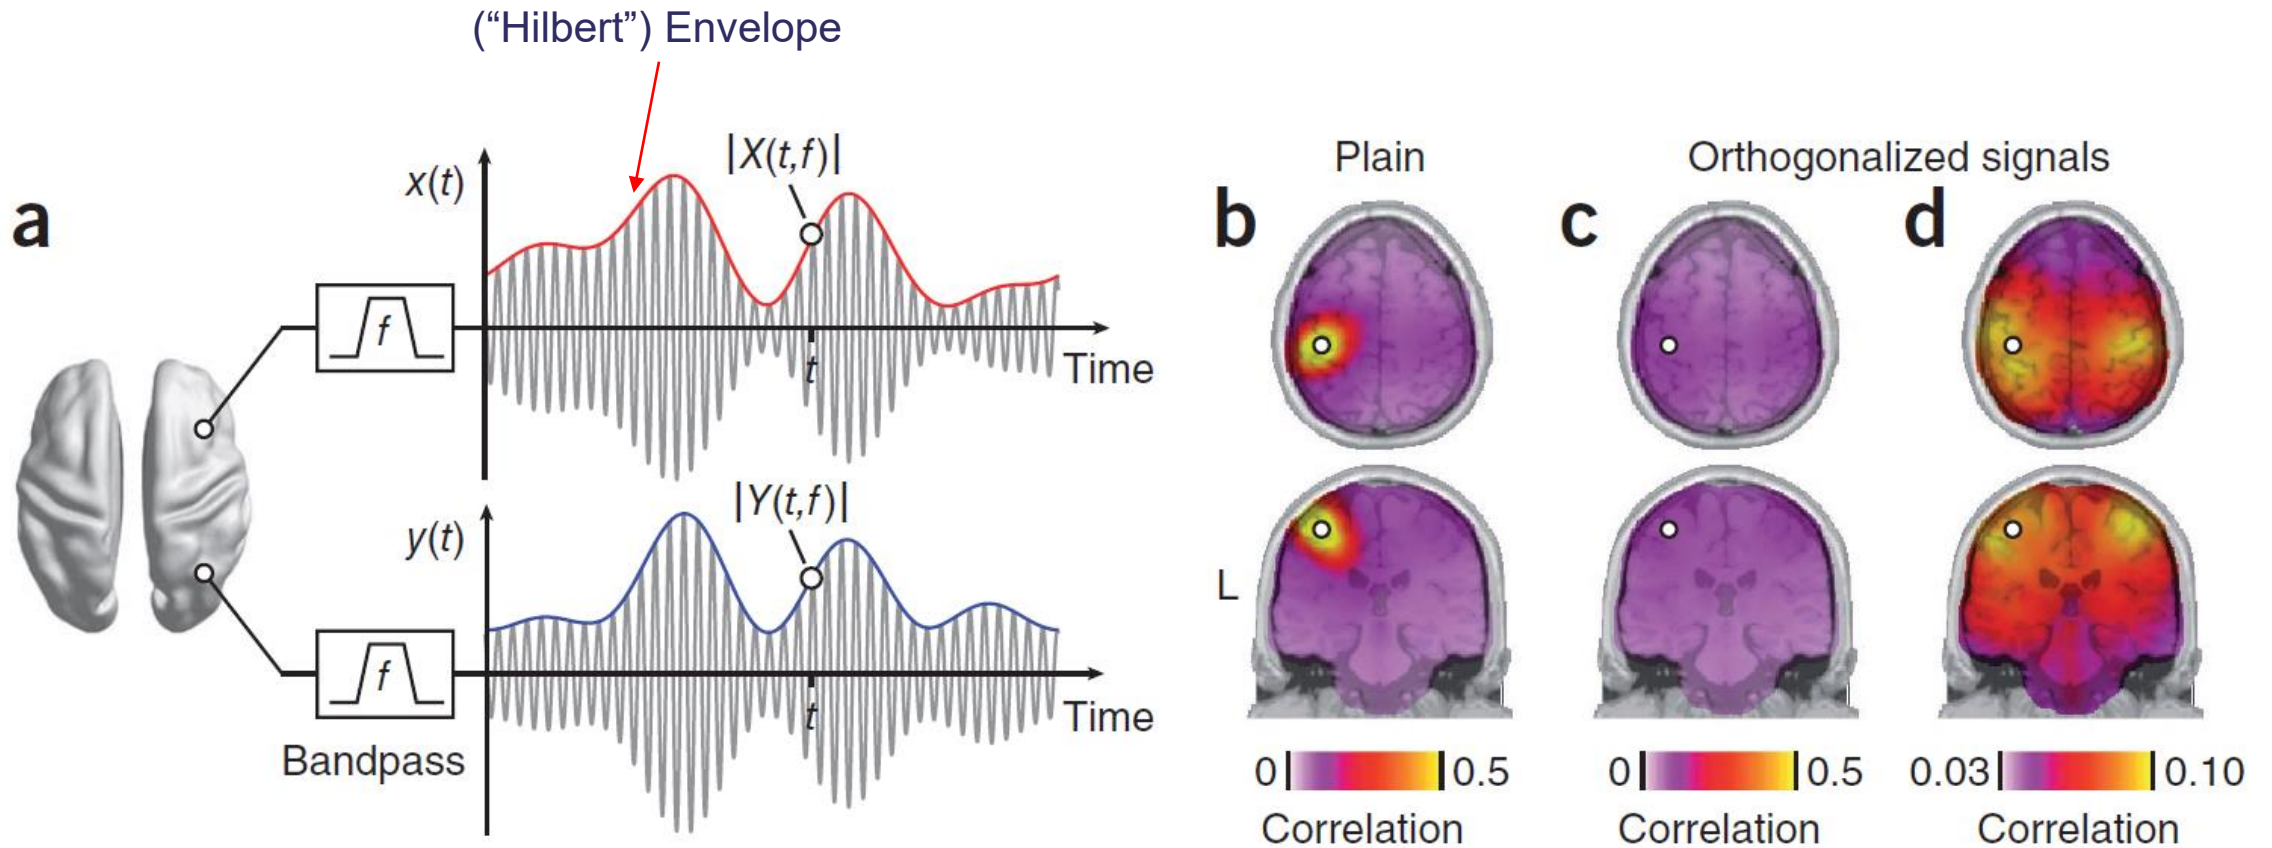 (“Hilbert”) Envelope
a
x(t)
|X(t,f)|
f
t
Time
y(t)
|Y(t,f)|
f
t
Time
Bandpass
Plain
Orthogonalized signals
b
c
d
L
0 0.5
Correlation
0 0.5
Correlation
0.03 0.10
Correlation